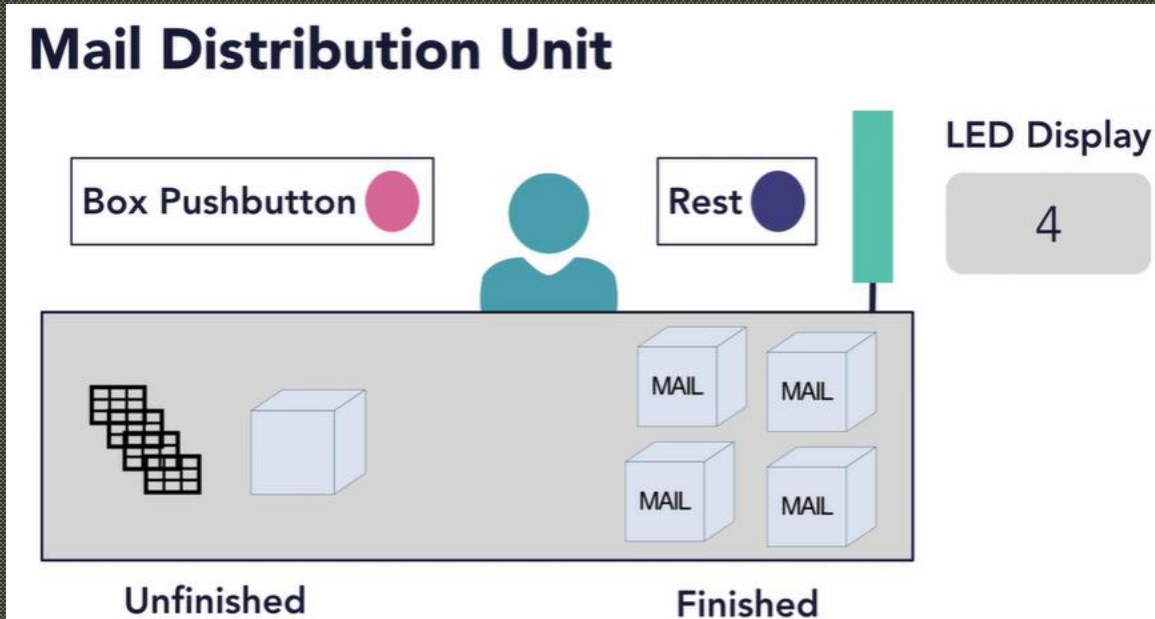 Mail Distribution Unit
LED Display
Box Pushbutton
Rest
4
MAIL
MAIL
MAIL
MAIL
Unfinished
Finished